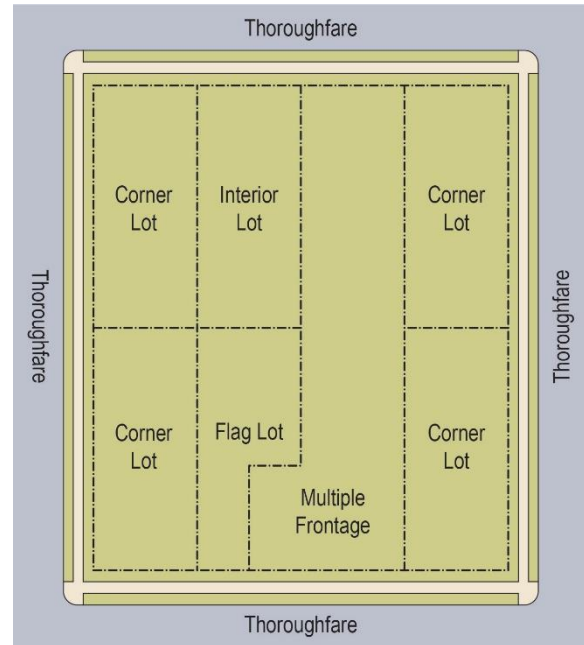 Thoroughfare
Corner
Lot
Interior
Lot
Corner
Lot
Thoroughfare
Thoroughfare
Corner
Lot
Flag Lot
Corner
Lot
Multiple
Frontage
Thoroughfare